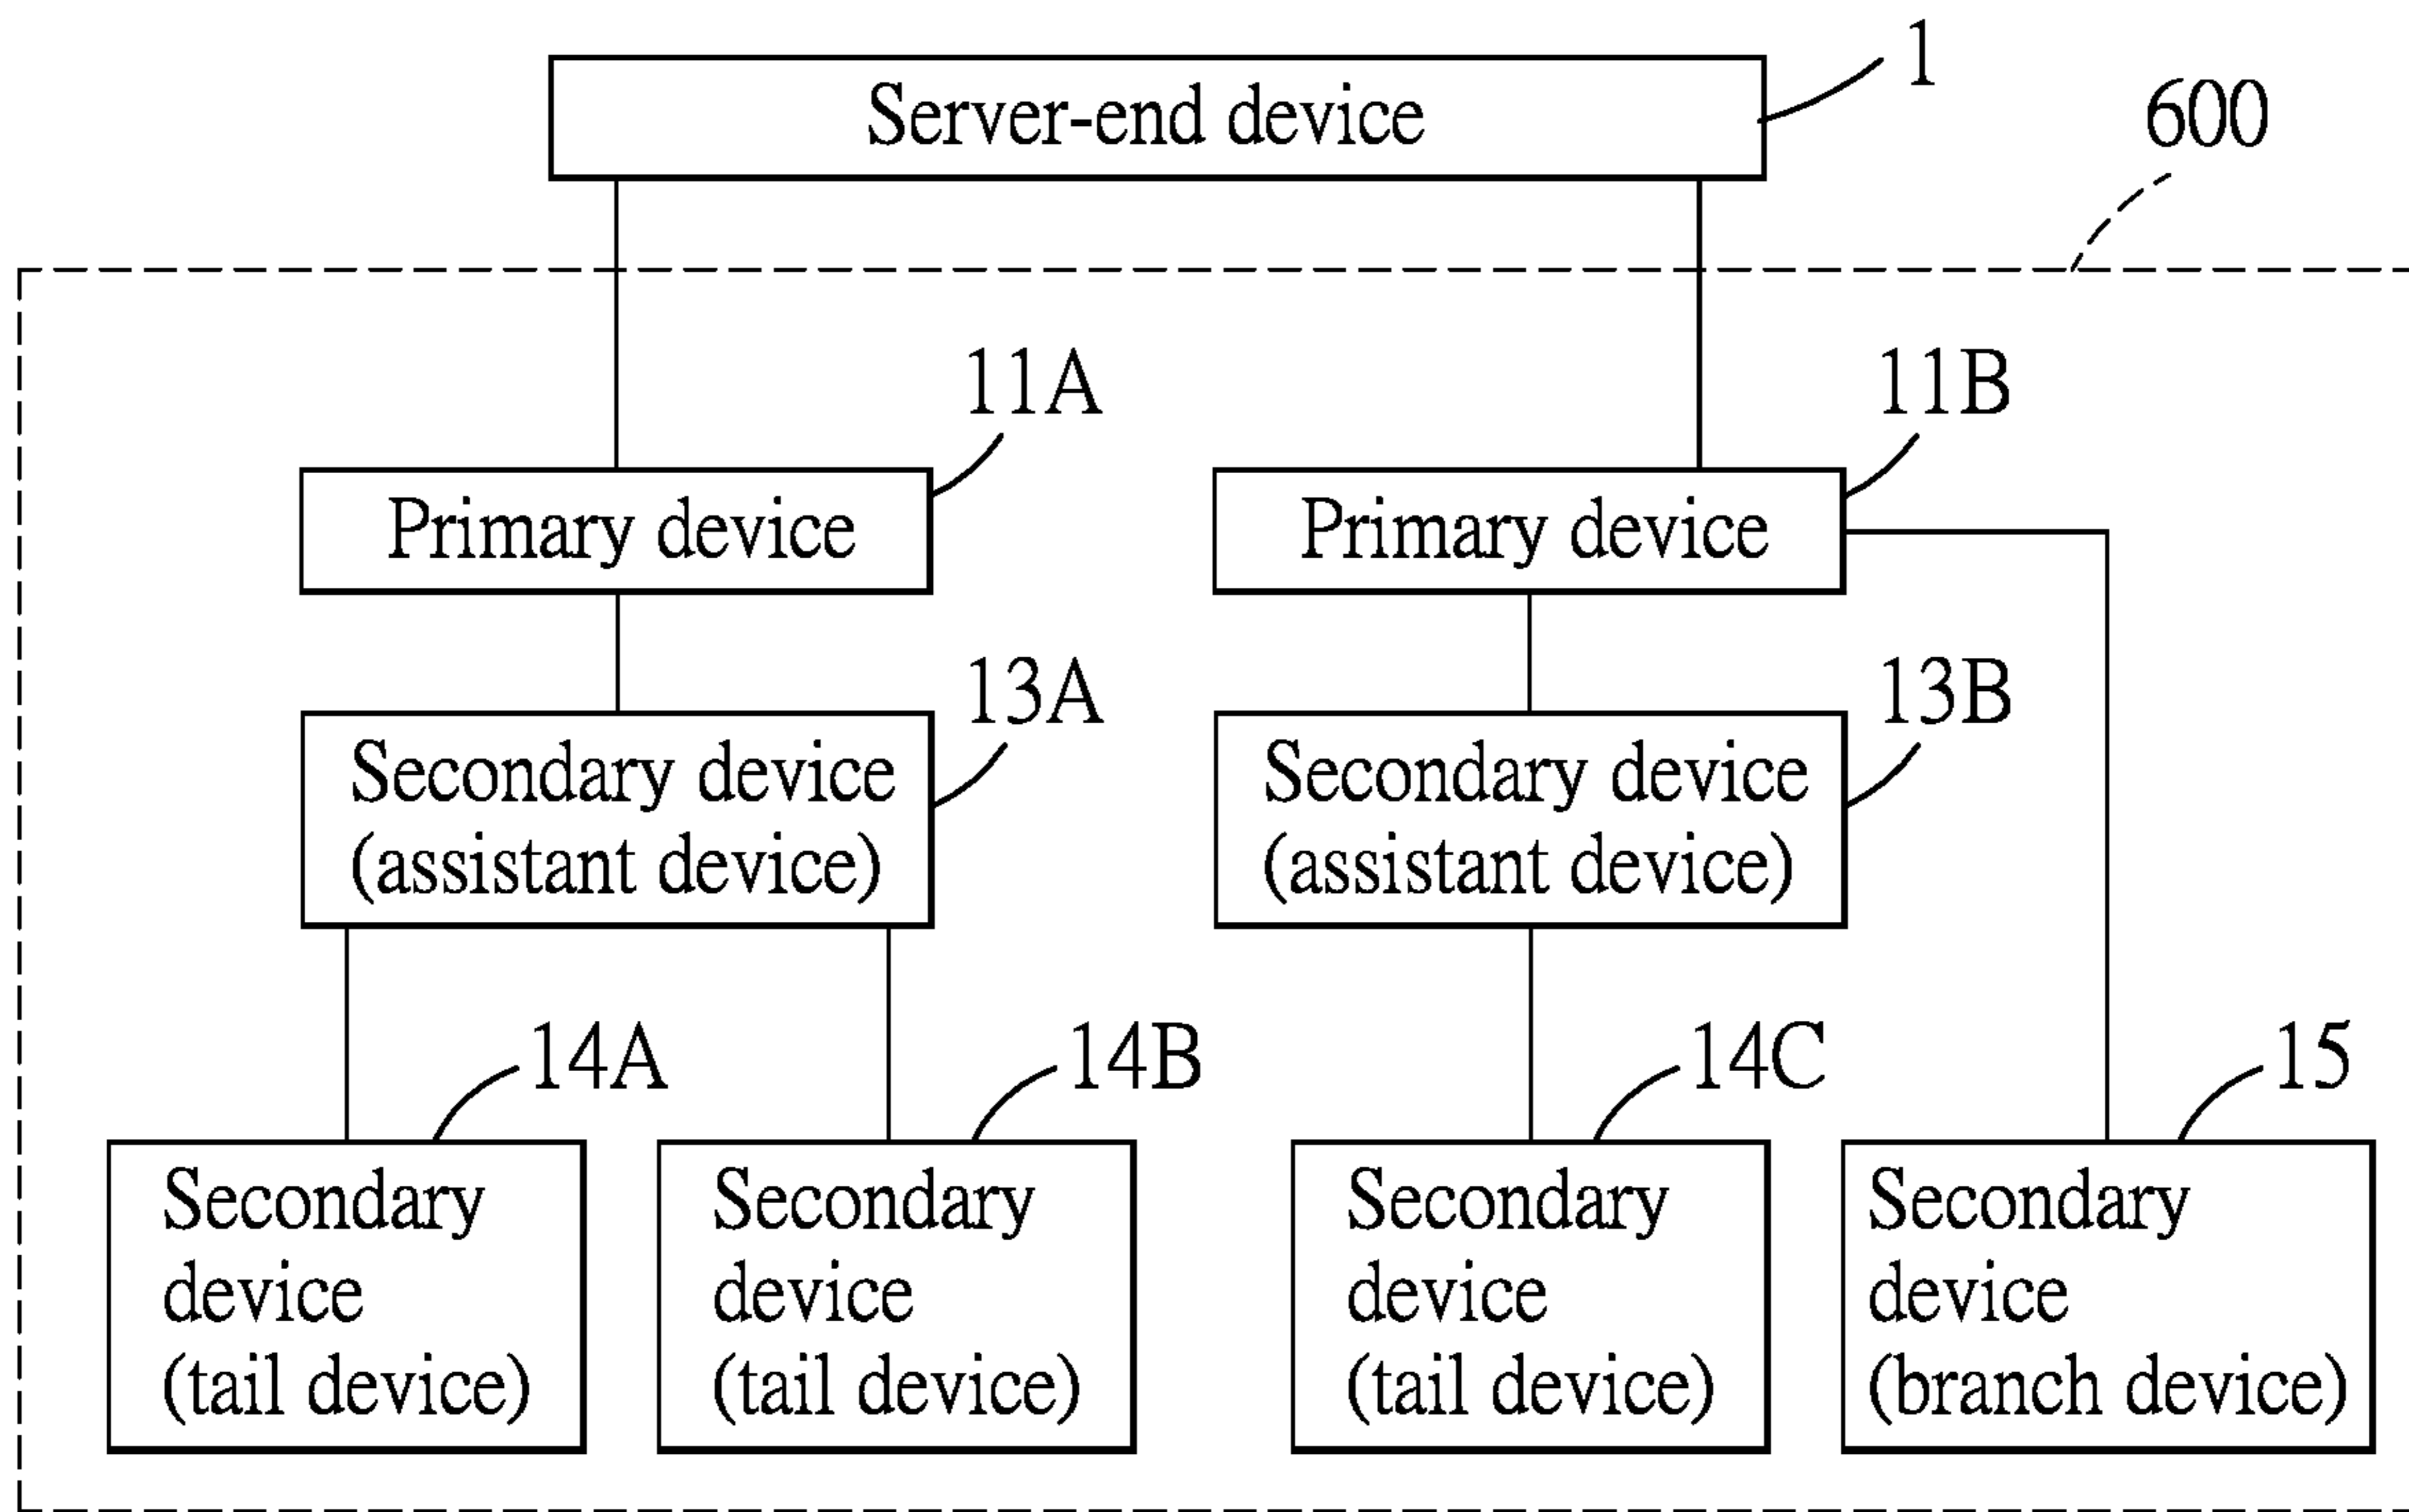 1
Server-end device
600
11A
11B
Primary device
Primary device
13A
13B
Secondary device
(assistant device)
Secondary device
(assistant device)
14A
14B
14C
15
Secondary
device
(tail device)
Secondary
device
(tail device)
Secondary
device
(tail device)
Secondary
device
(branch device)